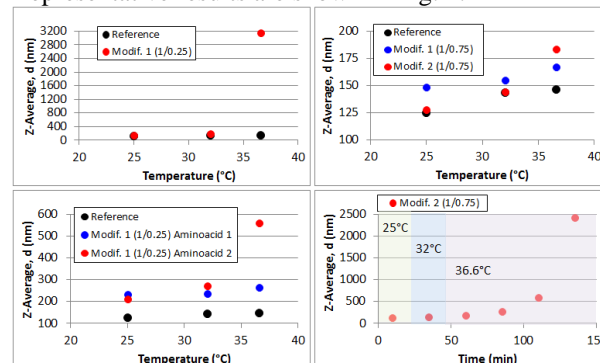 results are shown in
Z-Average, d (nm)
3200
2800
2400
2000
1600
1200
800
400
0
Reference
Modif. 1 (1/0.25)
20
25
30
35
40
Temperature (°C)
Z-Average, d (nm)
200
175
150
125
100
Reference
Modif. 1 (1/0.75)
Modif. 2 (1/0.75)
20
25
30
35
40
Temperature (°C)
Z-Average, d (nm)
600
500
400
300
200
100
Reference
Modif. 1 (1/0.25) Aminoacid 1
Modif. 1 (1/0.25) Aminoacid 2
20
25
30
35
40
Temperature (°C)
Z-Average, d (nm)
2500
2000
1500
1000
500
0
Modif. 2 (1/0.75)
25°C
32°C
36.6°C
0
50
100
150
Time (min)